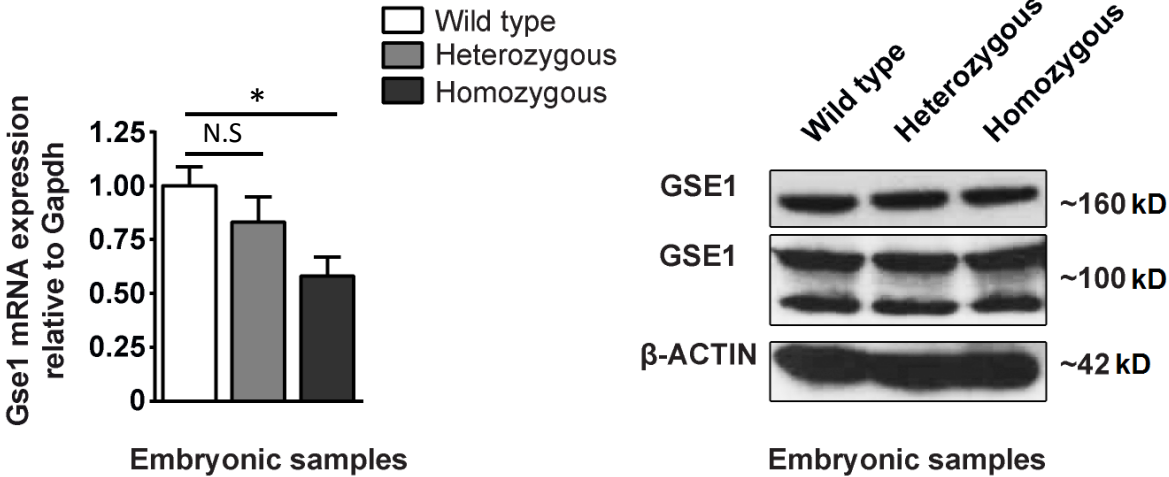 Wild type
Heterozygous
Homozygous
Gse1 mRNA expression
relative to Gapdh
1.25
1.00
0.75
0.50
0.25
0
*
N.S
Embryonic samples
Wild type
Heterozygous
Homozygous
GSE1
~160 kD
GSE1
~100 kD
β-ACTIN
~42 kD
Embryonic samples